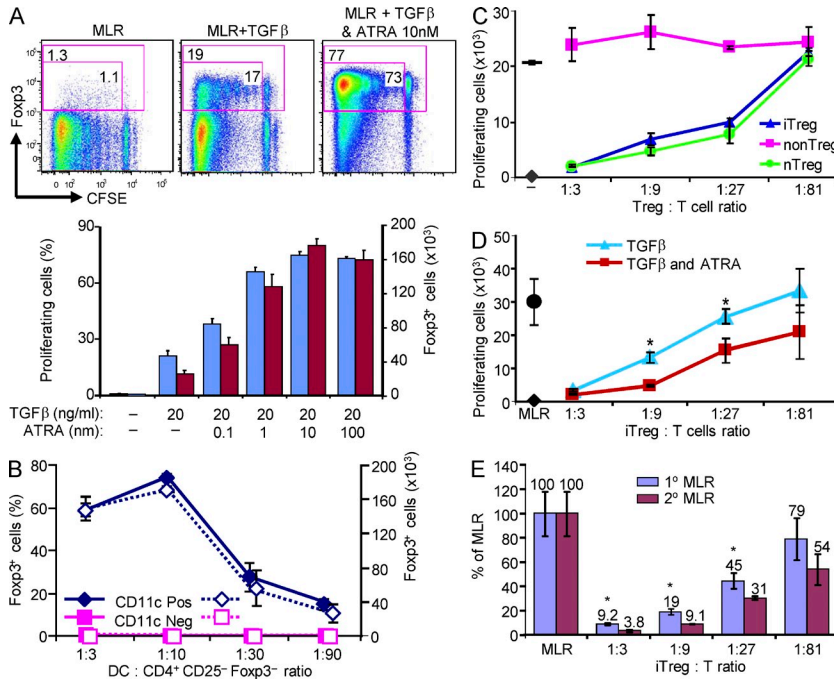 A
MLR
MLR+TGFβ
MLR + TGFβ
& ATRA 10nM
1.3
1.1
19
17
77
73
Foxp3
10⁵
10⁴
10³
10²
0
0 10² 10³ 10⁴ 10⁵
CFSE
Proliferating cells (%)
90
60
30
0
Foxp3⁺ cells (x10³)
200
160
120
80
40
0
TGFβ (ng/ml): – 20 20 20 20 20
ATRA (nm): – – 0.1 1 10 100
B
Foxp3⁺ cells (%)
80
60
40
20
0
Foxp3⁺ cells (x10³)
200
160
120
80
40
0
CD11c Pos
CD11c Neg
1:3 1:10 1:30 1:90
DC : CD4⁺ CD25⁻ Foxp3⁻ ratio
C
Proliferating cells (x10³)
30
20
10
0
iTreg
nonTreg
nTreg
– 1:3 1:9 1:27 1:81
Treg : T cell ratio
D
Proliferating cells (x10³)
50
40
30
20
10
0
TGFβ
TGFβ and ATRA
*
*
MLR 1:3 1:9 1:27 1:81
iTreg : T cells ratio
E
% of MLR
140
120
100
80
60
40
20
0
1º MLR
2º MLR
100 100
*
9.2 3.8
*
19 9.1
*
45 31
79 54
MLR 1:3 1:9 1:27 1:81
iTreg : T ratio